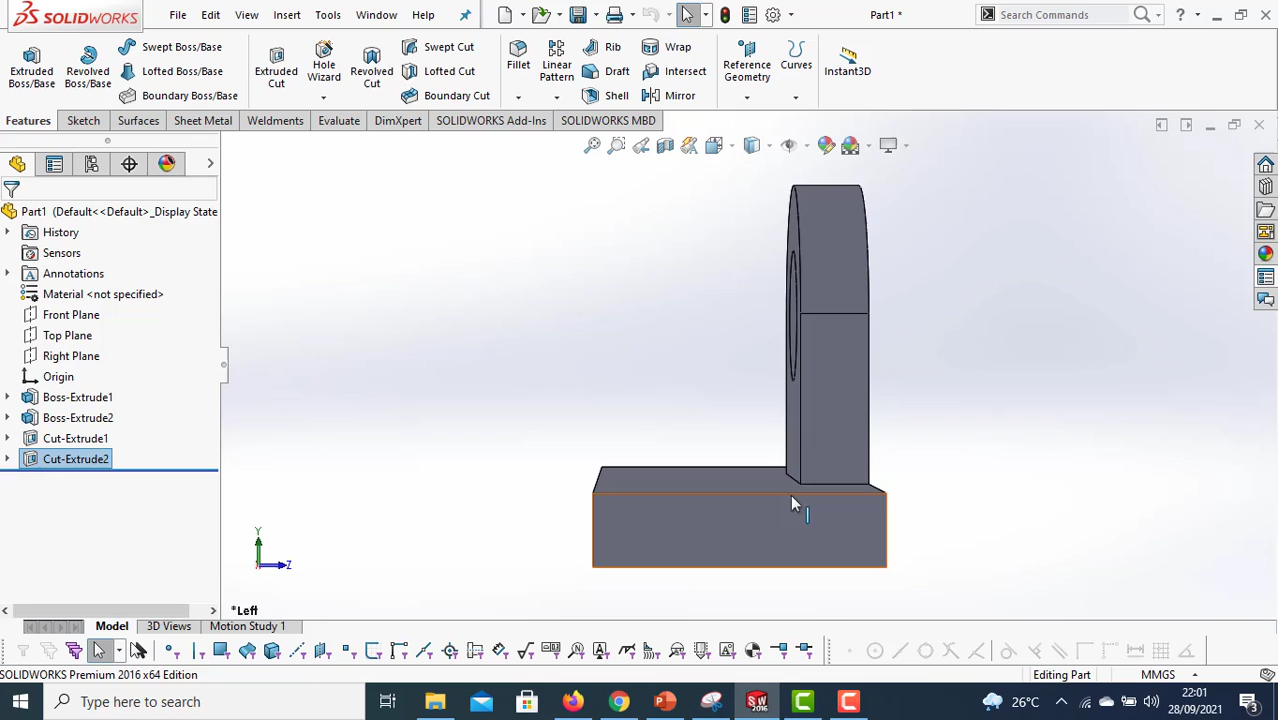 SOLIDWORKS File Edit View Insert Tools Window Help Part1 * Search Commands ?
Extruded Boss/Base Revolved Boss/Base Swept Boss/Base Lofted Boss/Base Boundary Boss/Base Extruded Cut Hole Wizard Revolved Cut Swept Cut Lofted Cut Boundary Cut Fillet Linear Pattern Rib Draft Shell Wrap Intersect Mirror Reference Geometry Curves Instant3D
Features Sketch Surfaces Sheet Metal Weldments Evaluate DimXpert SOLIDWORKS Add-Ins SOLIDWORKS MBD
Part1 (Default<<Default>_Display State
History
Sensors
Annotations
Material <not specified>
Front Plane
Top Plane
Right Plane
Origin
Boss-Extrude1
Boss-Extrude2
Cut-Extrude1
Cut-Extrude2
Y
Z
*Left
Model 3D Views Motion Study 1
SOLIDWORKS Premium 2016 x64 Edition Editing Part MMGS
Type here to search 26°C 22:01
28/09/2021 3